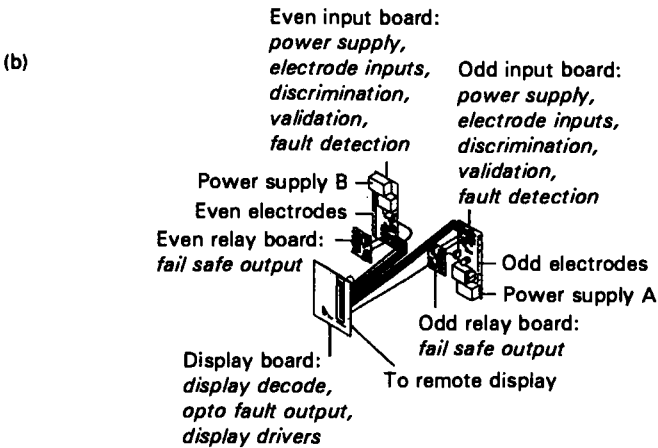 (b)
Even input board:
power supply,
electrode inputs,
discrimination,
validation,
fault detection
Odd input board:
power supply,
electrode inputs,
discrimination,
validation,
fault detection
Power supply B
Even electrodes
Even relay board:
fail safe output
Odd electrodes
Power supply A
Odd relay board:
fail safe output
To remote display
Display board:
display decode,
opto fault output,
display drivers